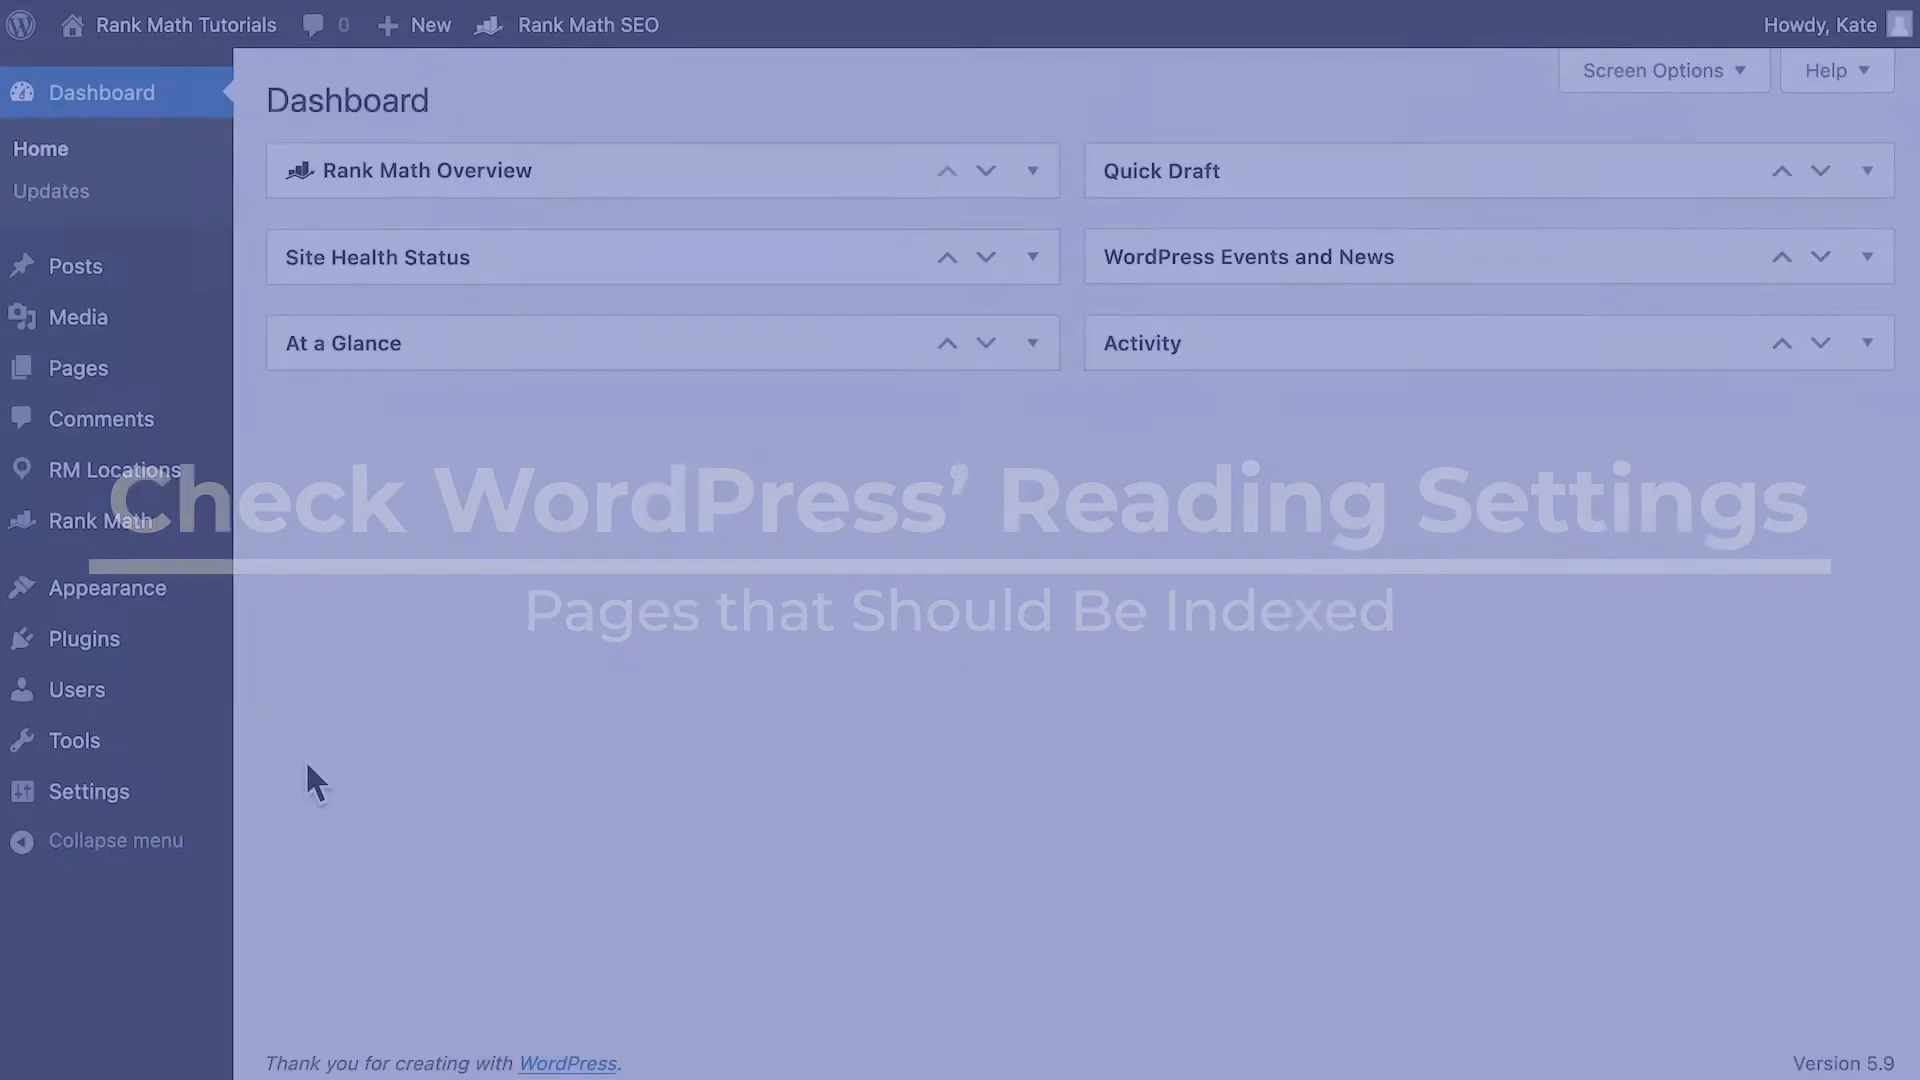 Rank Math Tutorials
0
New
Rank Math SEO
Howdy, Kate
Screen Options
Help
Dashboard
Home
Updates
Posts
Media
Pages
Comments
RM Locations
Rank Math
Appearance
Plugins
Users
Tools
Settings
Collapse menu
Dashboard
Rank Math Overview
Quick Draft
Site Health Status
WordPress Events and News
At a Glance
Activity
Check WordPress’ Reading Settings
Pages that Should Be Indexed
Thank you for creating with WordPress.
Version 5.9